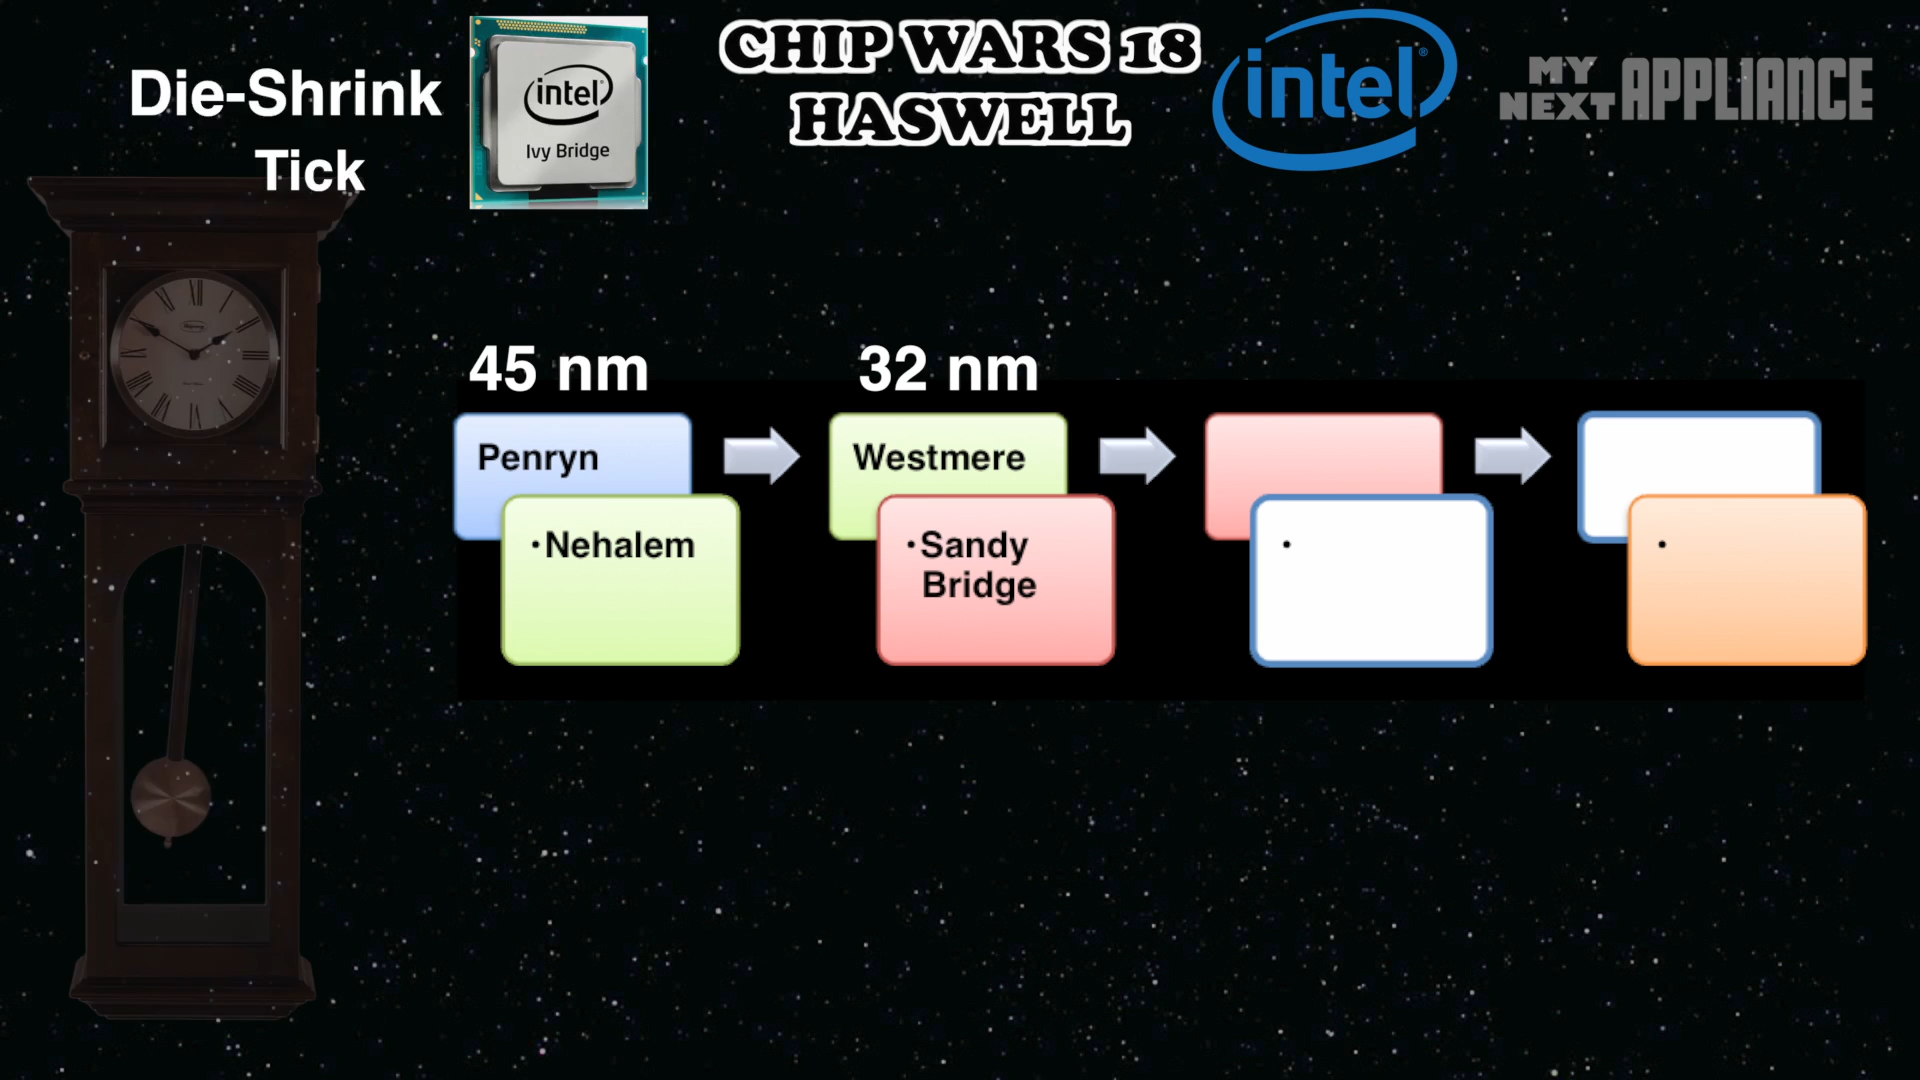 Die-Shrink
Tick
intel
Ivy Bridge
CHIP WARS 18
HASWELL
intel
MY
NEXT APPLIANCE
45 nm
32 nm
Penryn
•Nehalem
Westmere
•Sandy
Bridge
•
•